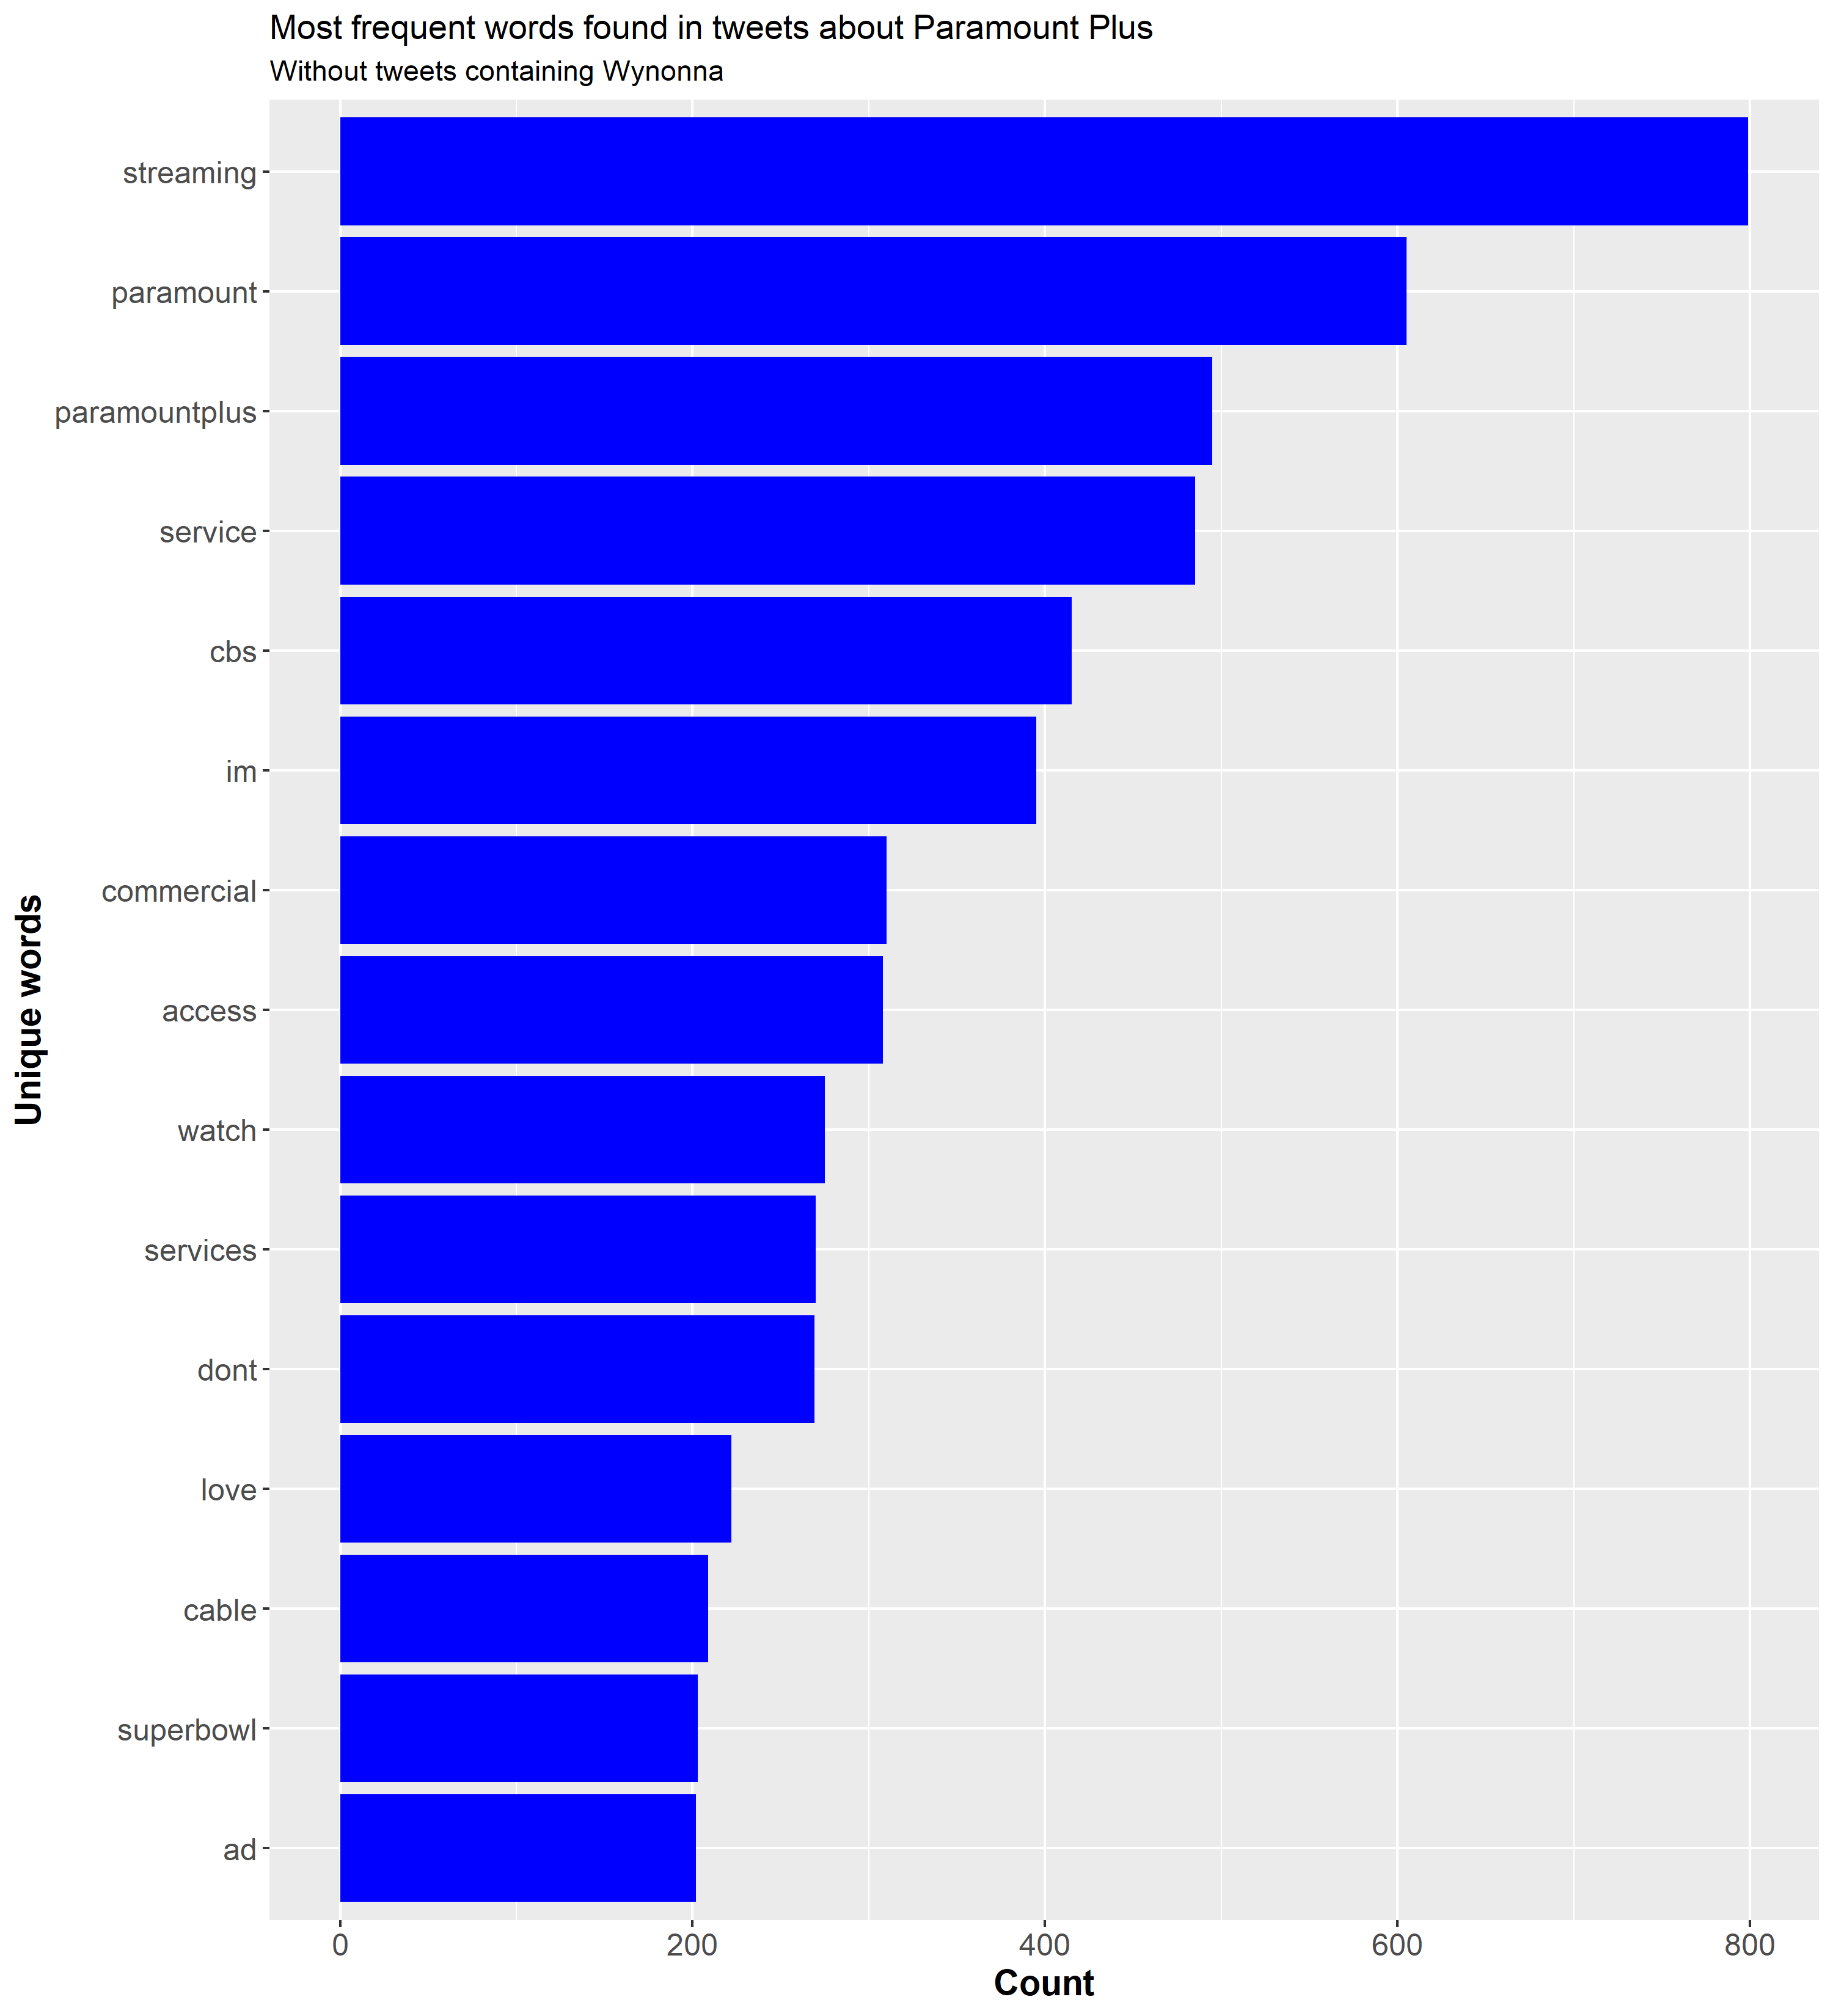 Most frequent words found in tweets about Paramount Plus
Without tweets containing Wynonna
streaming
paramount
paramountplus
service
cbs
im
commercial
access
watch
services
dont
love
cable
superbowl
ad
Unique words
0 200 400 600 800
Count